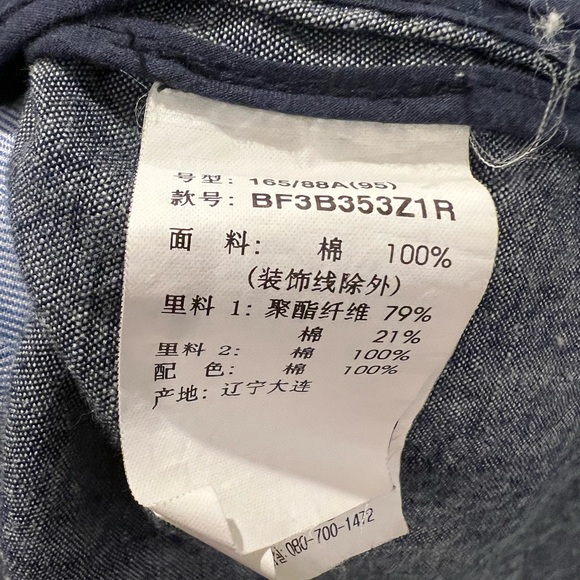 号型: 165/88A(95)
款号: BF3B353Z1R
面 料: 棉 100%
(装饰线除外)
里料 1: 聚酯纤维 79%
棉 21%
里料 2: 棉 100%
配 色: 棉 100%
产地: 辽宁大连
실: 080-700-1472